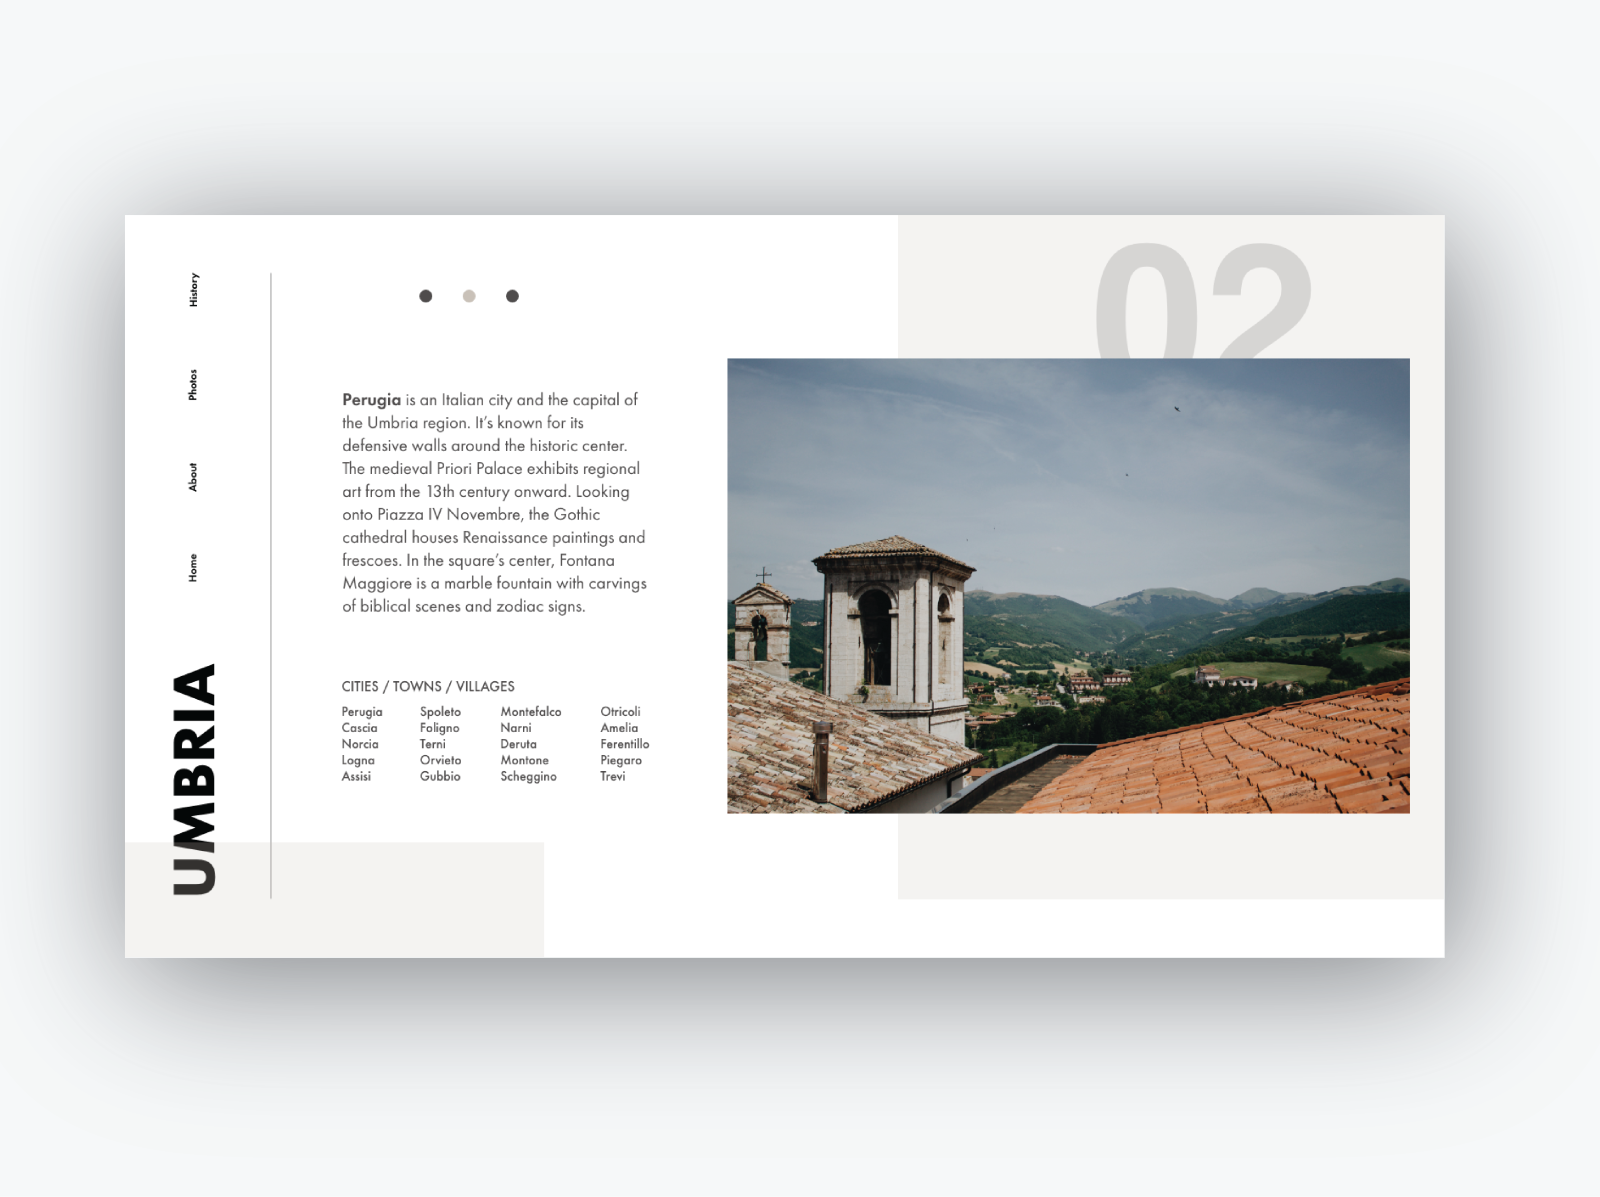 History
Photos
About
Home
UMBRIA
02
Perugia is an Italian city and the capital of
the Umbria region. It’s known for its
defensive walls around the historic center.
The medieval Priori Palace exhibits regional
art from the 13th century onward. Looking
onto Piazza IV Novembre, the Gothic
cathedral houses Renaissance paintings and
frescoes. In the square’s center, Fontana
Maggiore is a marble fountain with carvings
of biblical scenes and zodiac signs.
CITIES / TOWNS / VILLAGES
Perugia Spoleto Montefalco Otricoli
Cascia Foligno Narni Amelia
Norcia Terni Deruta Ferentillo
Logna Orvieto Montone Piegaro
Assisi Gubbio Scheggino Trevi